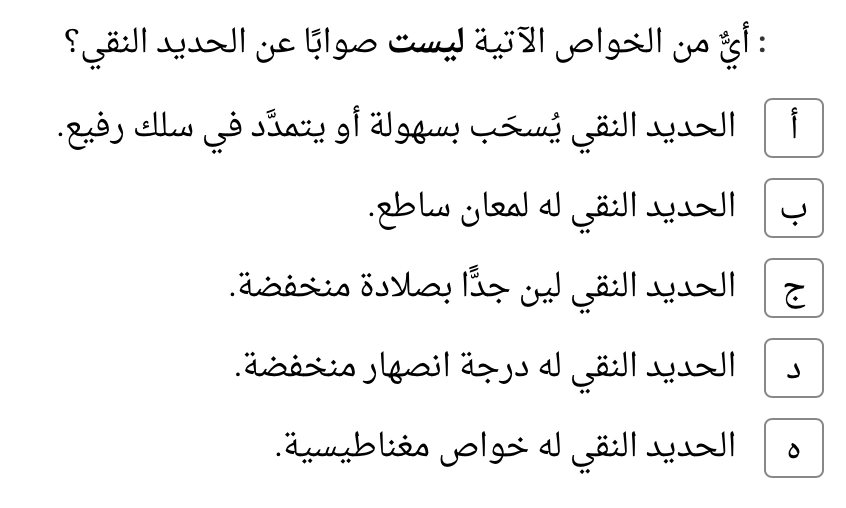 : أيٌّ من الخواص الآتية ليست صوابًا عن الحديد النقي؟
أ الحديد النقي يُسحَب بسهولة أو يتمدَّد في سلك رفيع.
ب الحديد النقي له لمعان ساطع.
ج الحديد النقي لين جدًّا بصلادة منخفضة.
د الحديد النقي له درجة انصهار منخفضة.
ه الحديد النقي له خواص مغناطيسية.